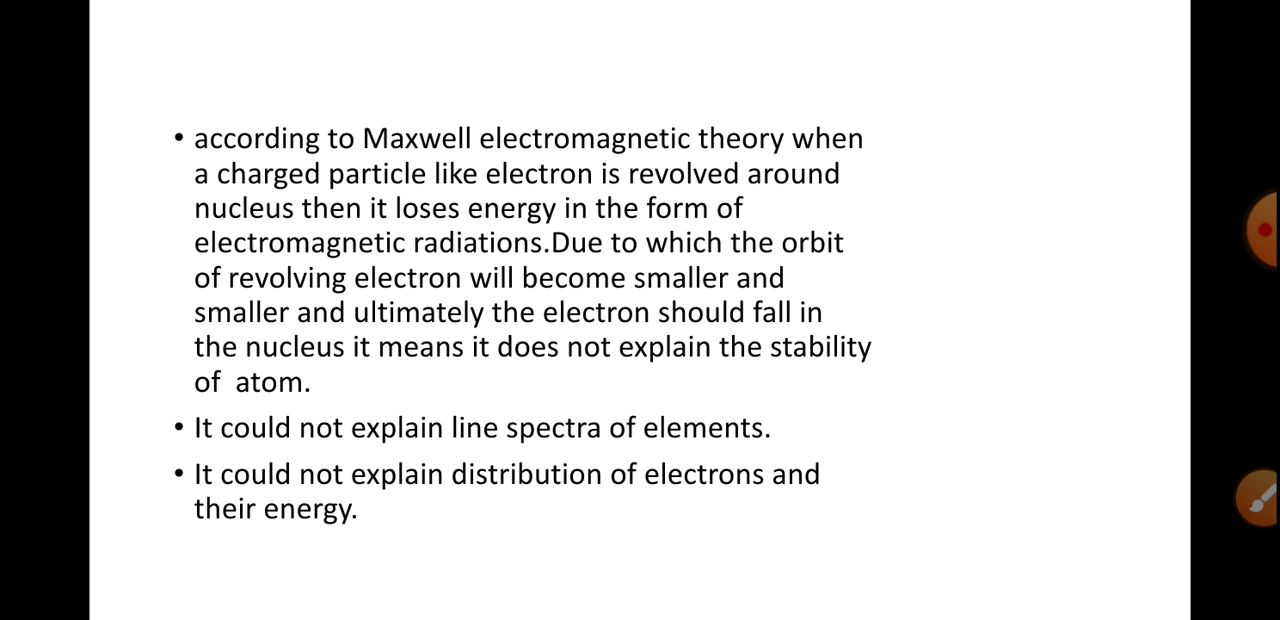 • according to Maxwell electromagnetic theory when
a charged particle like electron is revolved around
nucleus then it loses energy in the form of
electromagnetic radiations.Due to which the orbit
of revolving electron will become smaller and
smaller and ultimately the electron should fall in
the nucleus it means it does not explain the stability
of  atom.
• It could not explain line spectra of elements.
• It could not explain distribution of electrons and
their energy.